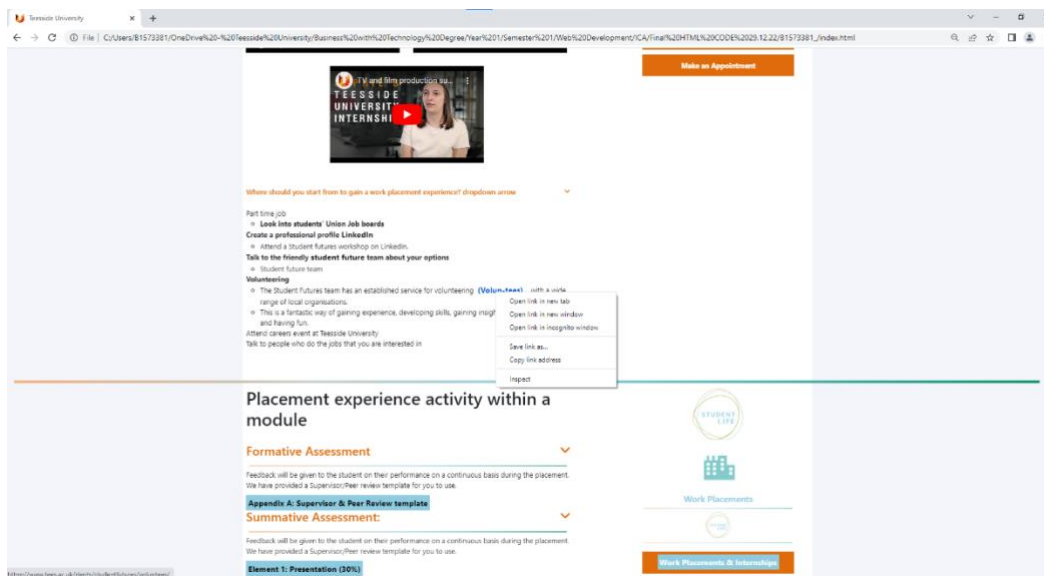 Teesside University
File | C:/Users/B1573381/OneDrive%20-%20Teesside%20University/Business%20with%20Technology%20Degree/Year%201/Semester%201/Web%20Development/ICA/Final%20HTML%20CODE%2029.12.22/B1573381_/index.html
Make an Appointment
TV and film production su...
TEESSIDE
UNIVERSITY
INTERNSHI
Where should you start from to gain a work placement experience? dropdown arrow
Part time job
Look into students' Union Job boards
Create a professional profile LinkedIn
Attend a Student futures workshop on LinkedIn.
Talk to the friendly student future team about your options
Student future team
Volunteering
The Student Futures team has an established service for volunteering (Volun-tees) with a wide
range of local organisations.
This is a fantastic way of gaining experience, developing skills, gaining insight
and having fun.
Attend careers event at Teesside University
Talk to people who do the jobs that you are interested in
Open link in new tab
Open link in new window
Open link in incognito window
Save link as...
Copy link address
Inspect
Placement experience activity within a
module
Formative Assessment
Feedback will be given to the student on their performance on a continuous basis during the placement.
We have provided a Supervisor/Peer review template for you to use.
Appendix A: Supervisor & Peer Review template
Summative Assessment:
Feedback will be given to the student on their performance on a continuous basis during the placement.
We have provided a Supervisor/Peer review template for you to use.
Element 1: Presentation (30%)
STUDENT
LIFE
Work Placements
Work Placements & Internships